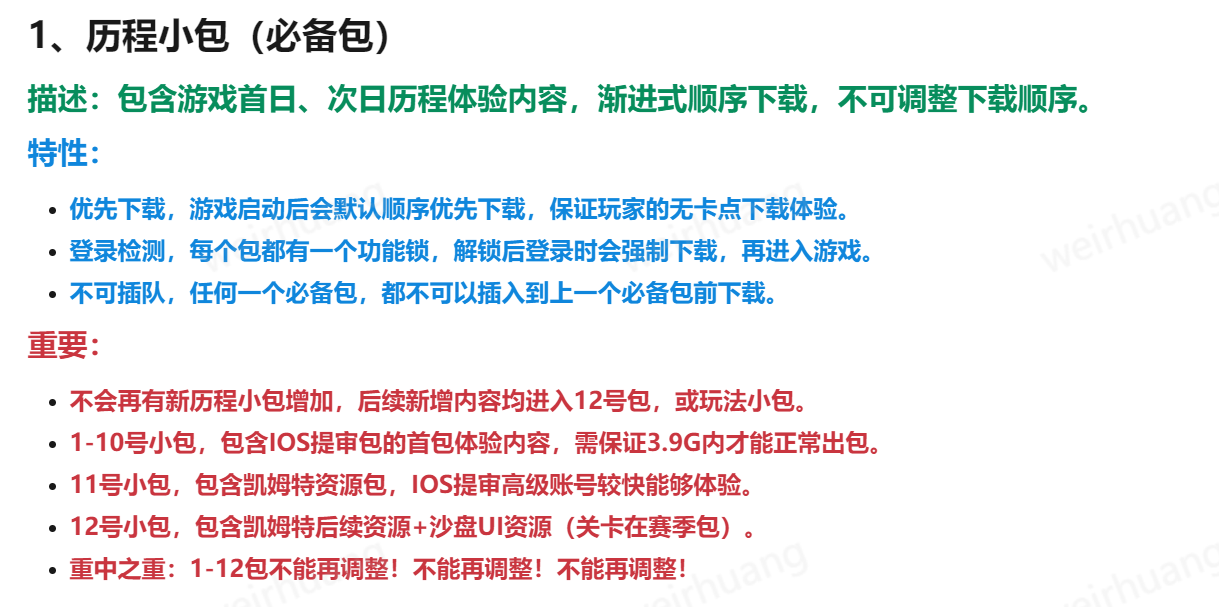 1、历程小包（必备包）
描述：包含游戏首日、次日历程体验内容，渐进式顺序下载，不可调整下载顺序。
特性：
优先下载，游戏启动后会默认顺序优先下载，保证玩家的无卡点下载体验。
登录检测，每个包都有一个功能锁，解锁后登录时会强制下载，再进入游戏。
不可插队，任何一个必备包，都不可以插入到上一个必备包前下载。
重要：
不会再有新历程小包增加，后续新增内容均进入12号包，或玩法小包。
1-10号小包，包含IOS提审包的首包体验内容，需保证3.9G内才能正常出包。
11号小包，包含凯姆特资源包，IOS提审高级账号较快能够体验。
12号小包，包含凯姆特后续资源+沙盘UI资源（关卡在赛季包）。
重中之重：1-12包不能再调整！不能再调整！不能再调整！
weirhuang
weirhuang
weirhuang
weirhuang
weirhuang
weirhuang